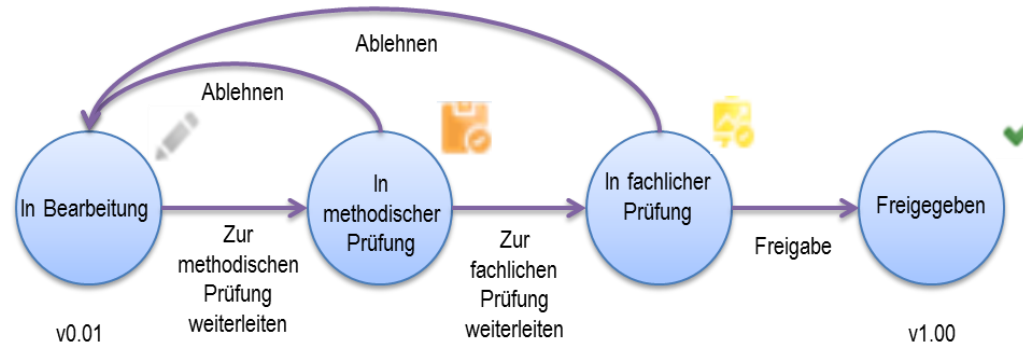 Ablehnen
Ablehnen
In Bearbeitung
In
methodischer
Prüfung
In fachlicher
Prüfung
Freigegeben
Zur
methodischen
Prüfung
weiterleiten
Zur
fachlichen
Prüfung
weiterleiten
Freigabe
v0.01
v1.00